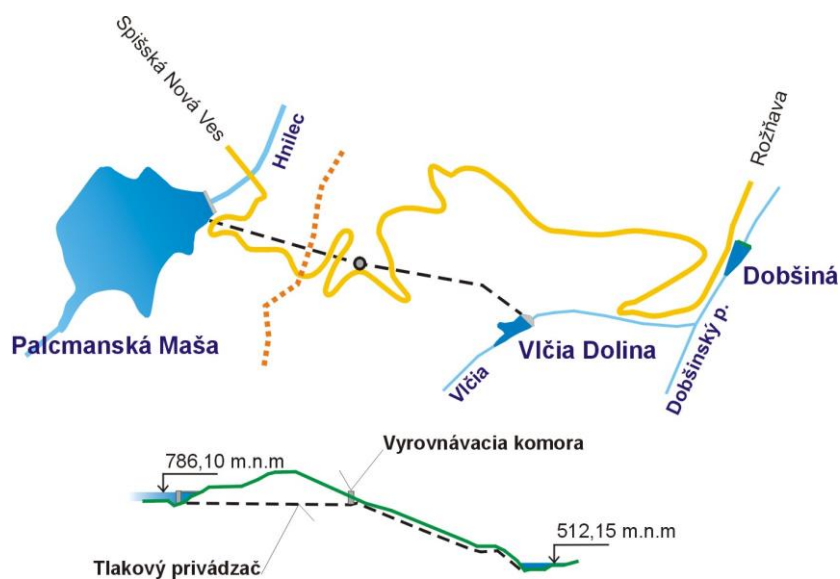 Spišská Nová Ves
Hnilec
Rožňava
Dobšiná
Palcmanská Maša
Vlčia Dolina
Vlčia
Dobšinský p.
Vyrovnávacia komora
786,10 m.n.m
512,15 m.n.m
Tlakový privádzač